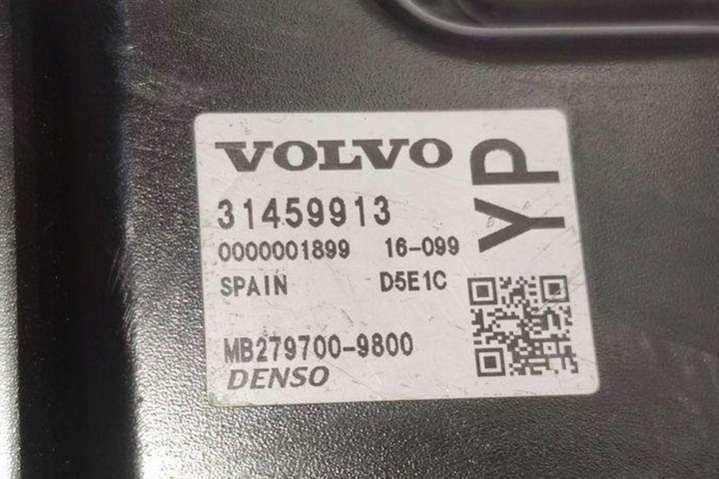 VOLVO
YP
31459913
0000001899 16-099
SPAIN D5E1C
MB279700-9800
DENSO